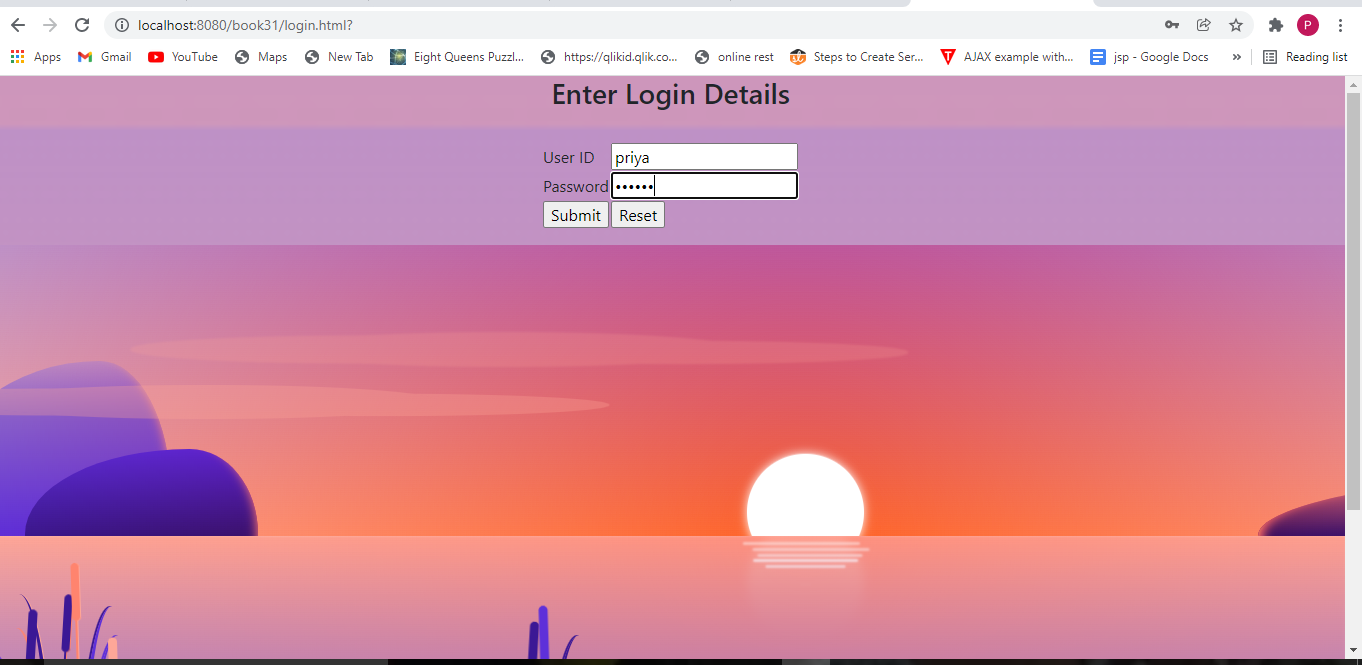 localhost:8080/book31/login.html?
P
Apps Gmail YouTube Maps New Tab Eight Queens Puzzl... https://qlikid.qlik.co... online rest Steps to Create Ser... AJAX example with... jsp - Google Docs » Reading list
Enter Login Details
User ID priya
Password ••••••
Submit Reset